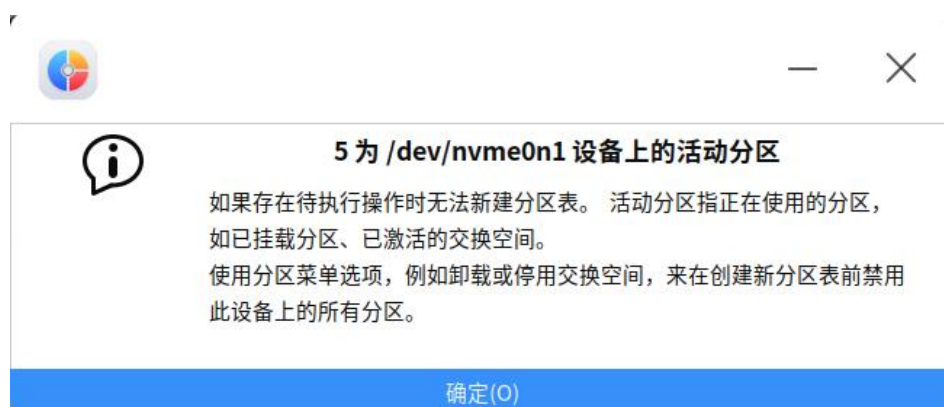 5 为 /dev/nvme0n1 设备上的活动分区
如果存在待执行操作时无法新建分区表。 活动分区指正在使用的分区，
如已挂载分区、已激活的交换空间。
使用分区菜单选项，例如卸载或停用交换空间，来在创建新分区表前禁用
此设备上的所有分区。
确定(O)